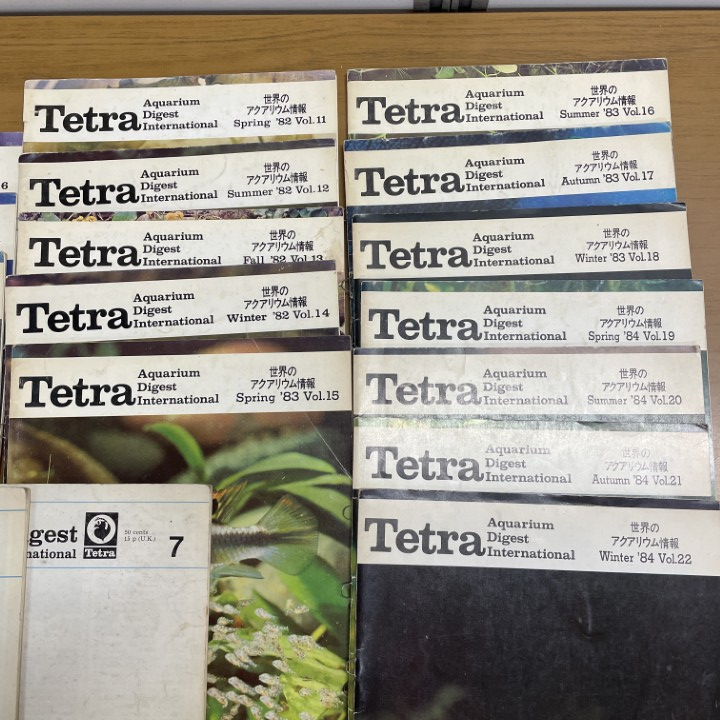 Tetra Aquarium Digest International
世界の
アクアリウム情報
Spring '82 Vol.11
Tetra Aquarium Digest International
世界の
アクアリウム情報
Summer '82 Vol.12
Tetra Aquarium Digest International
世界の
アクアリウム情報
Fall '82 Vol.13
Tetra Aquarium Digest International
世界の
アクアリウム情報
Winter '82 Vol.14
Tetra Aquarium Digest International
世界の
アクアリウム情報
Spring '83 Vol.15
6
gest
national
Tetra
50 cents
15 p (U.K.)
7
Tetra Aquarium Digest International
世界の
アクアリウム情報
Summer '83 Vol.16
Tetra Aquarium Digest International
世界の
アクアリウム情報
Autumn '83 Vol.17
Tetra Aquarium Digest International
世界の
アクアリウム情報
Winter '83 Vol.18
Tetra Aquarium Digest International
世界の
アクアリウム情報
Spring '84 Vol.19
Tetra Aquarium Digest International
世界の
アクアリウム情報
Summer '84 Vol.20
Tetra Aquarium Digest International
世界の
アクアリウム情報
Autumn '84 Vol.21
Tetra Aquarium Digest International
世界の
アクアリウム情報
Winter '84 Vol.22